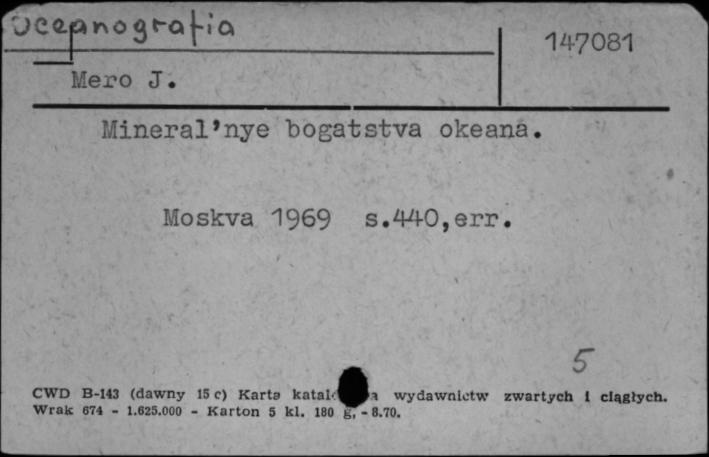 Oceanografia
147081
Mero J.
Mineral'nye bogatstva okeana.
Moskva 1969 s.440,err.
5
CWD B-143 (dawny 15 c) Karta wydawnictw zwartych i ciągłych.
Wrak 674 - 1.625.000 - Karton 5 kl. 180 g, - 8.70.